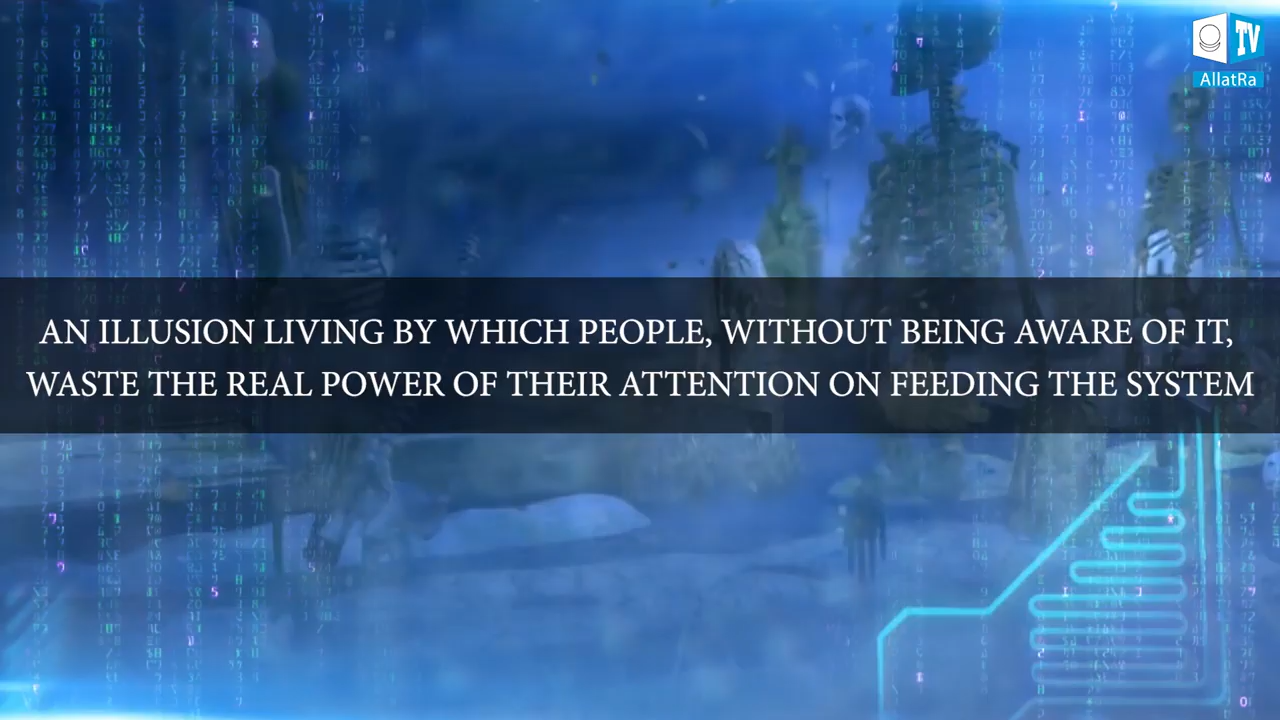 TV
AllatRa
AN ILLUSION LIVING BY WHICH PEOPLE, WITHOUT BEING AWARE OF IT,
WASTE THE REAL POWER OF THEIR ATTENTION ON FEEDING THE SYSTEM